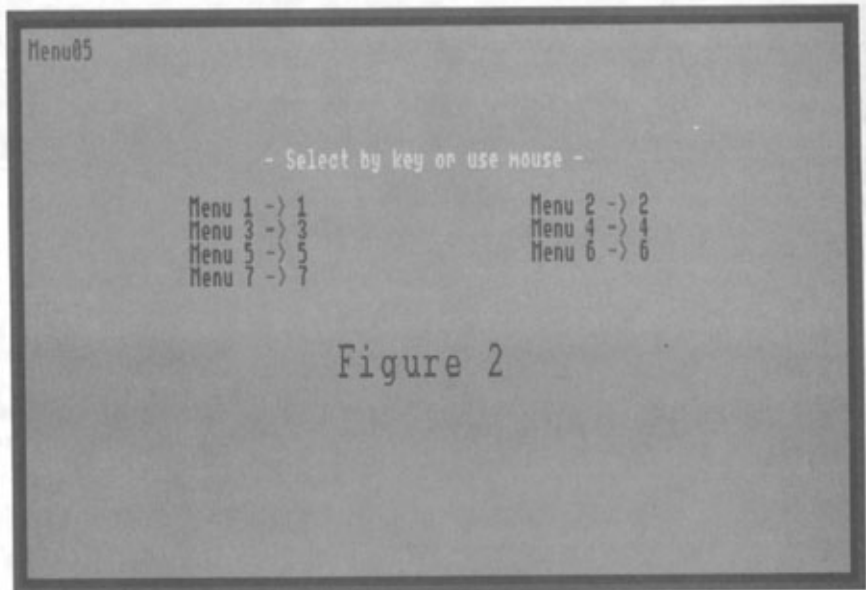 Menu05
- Select by key or use mouse -
Menu 1 -> 1 Menu 2 -> 2
Menu 3 -> 3 Menu 4 -> 4
Menu 5 -> 5 Menu 6 -> 6
Menu 7 -> 7
Figure 2